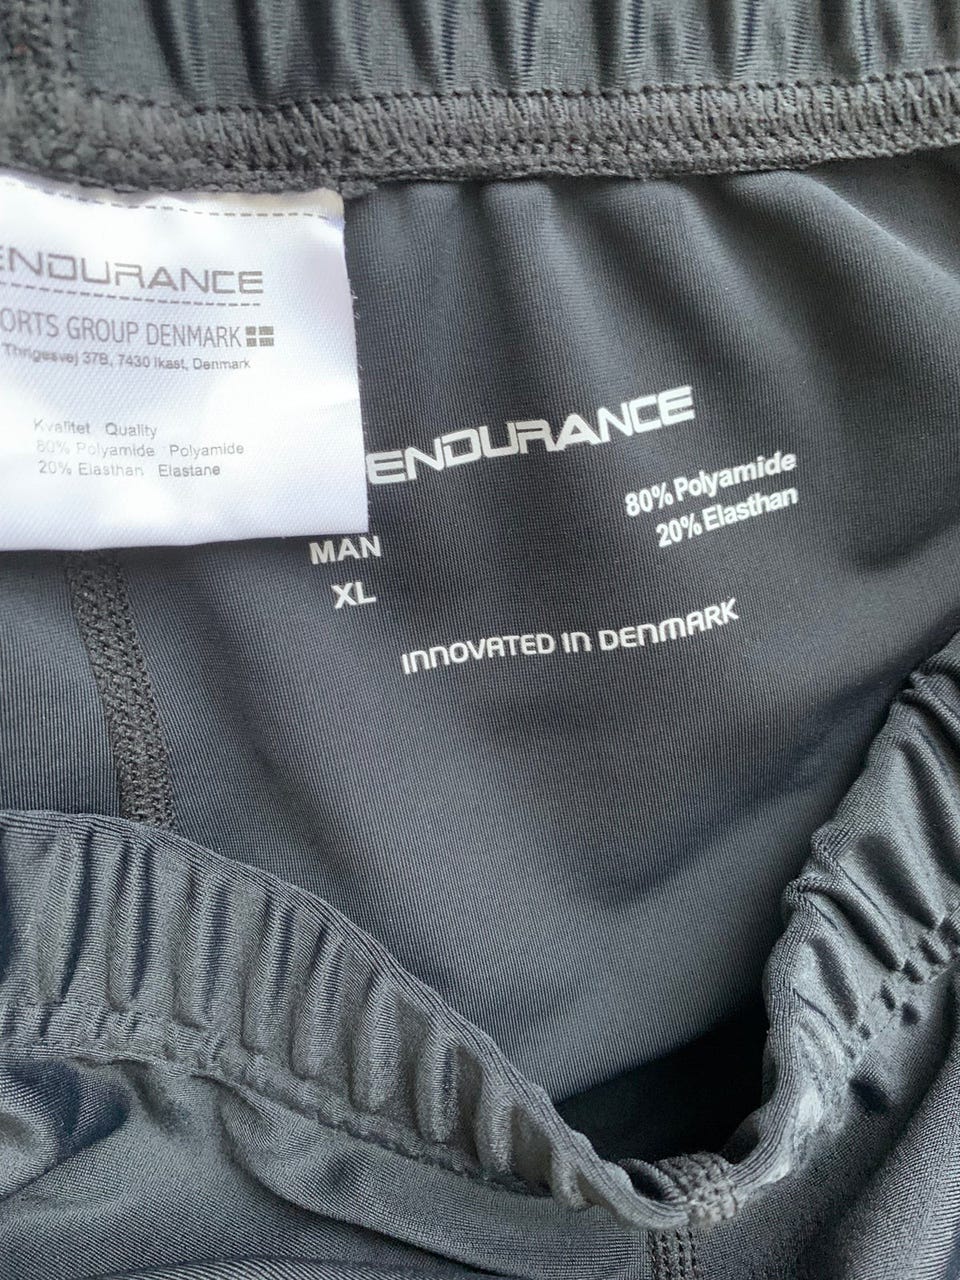 ENDURANCE
ORTS GROUP DENMARK
Thrigesvej 37B, 7430 Ikast, Denmark
Kvalitet Quality
80% Polyamide Polyamide
20% Elasthan Elastane
ENDURANCE
80% Polyamide
20% Elasthan
MAN
XL
INNOVATED IN DENMARK